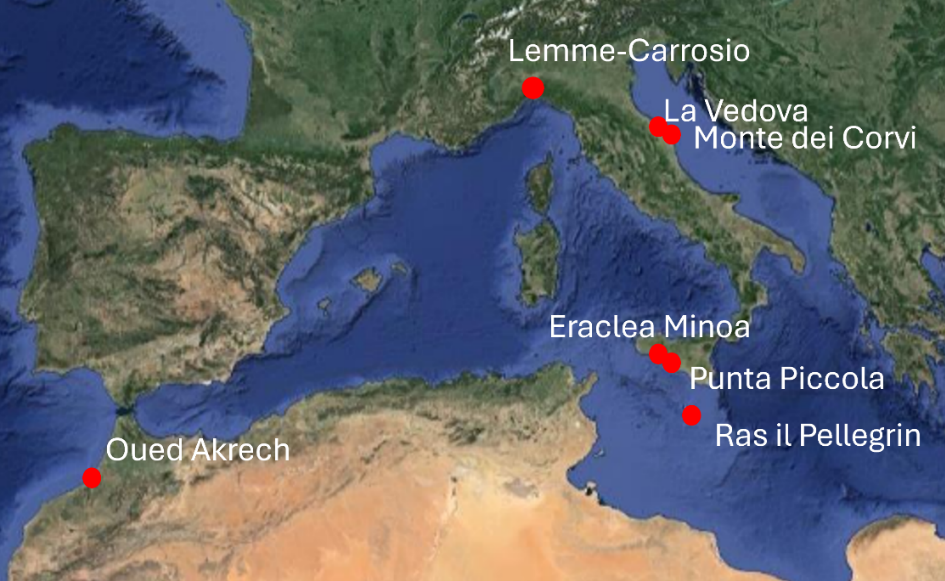 Lemme-Carrosio
La Vedova
Monte dei Corvi
Eraclea Minoa
Punta Piccola
Ras il Pellegrin
Oued Akrech